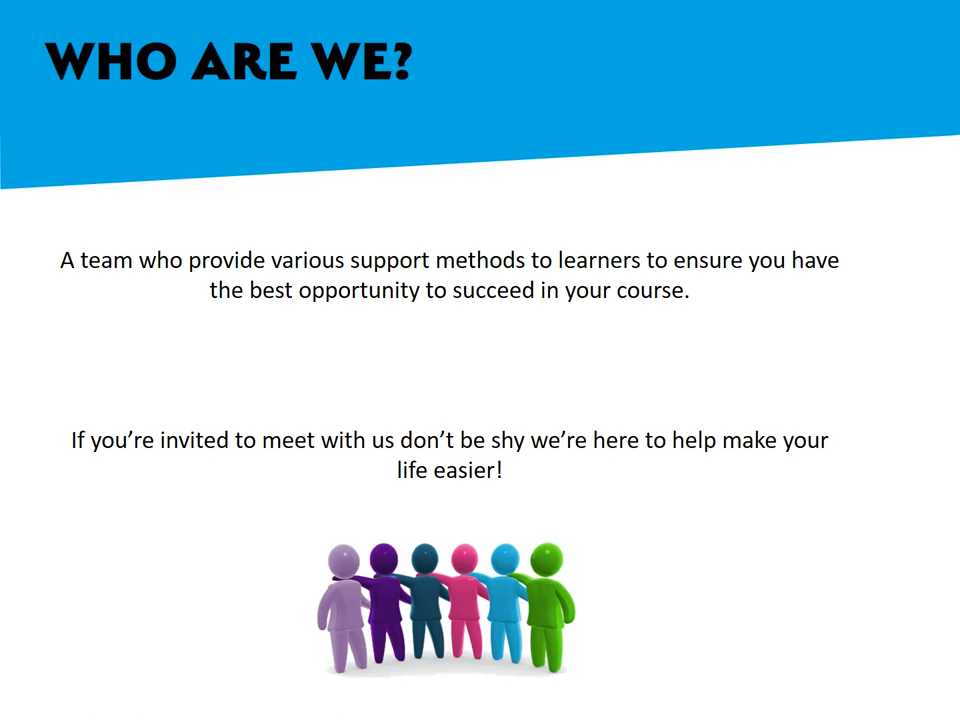 WHO ARE WE?
A team who provide various support methods to learners to ensure you have
the best opportunity to succeed in your course.
If you’re invited to meet with us don’t be shy we’re here to help make your
life easier!